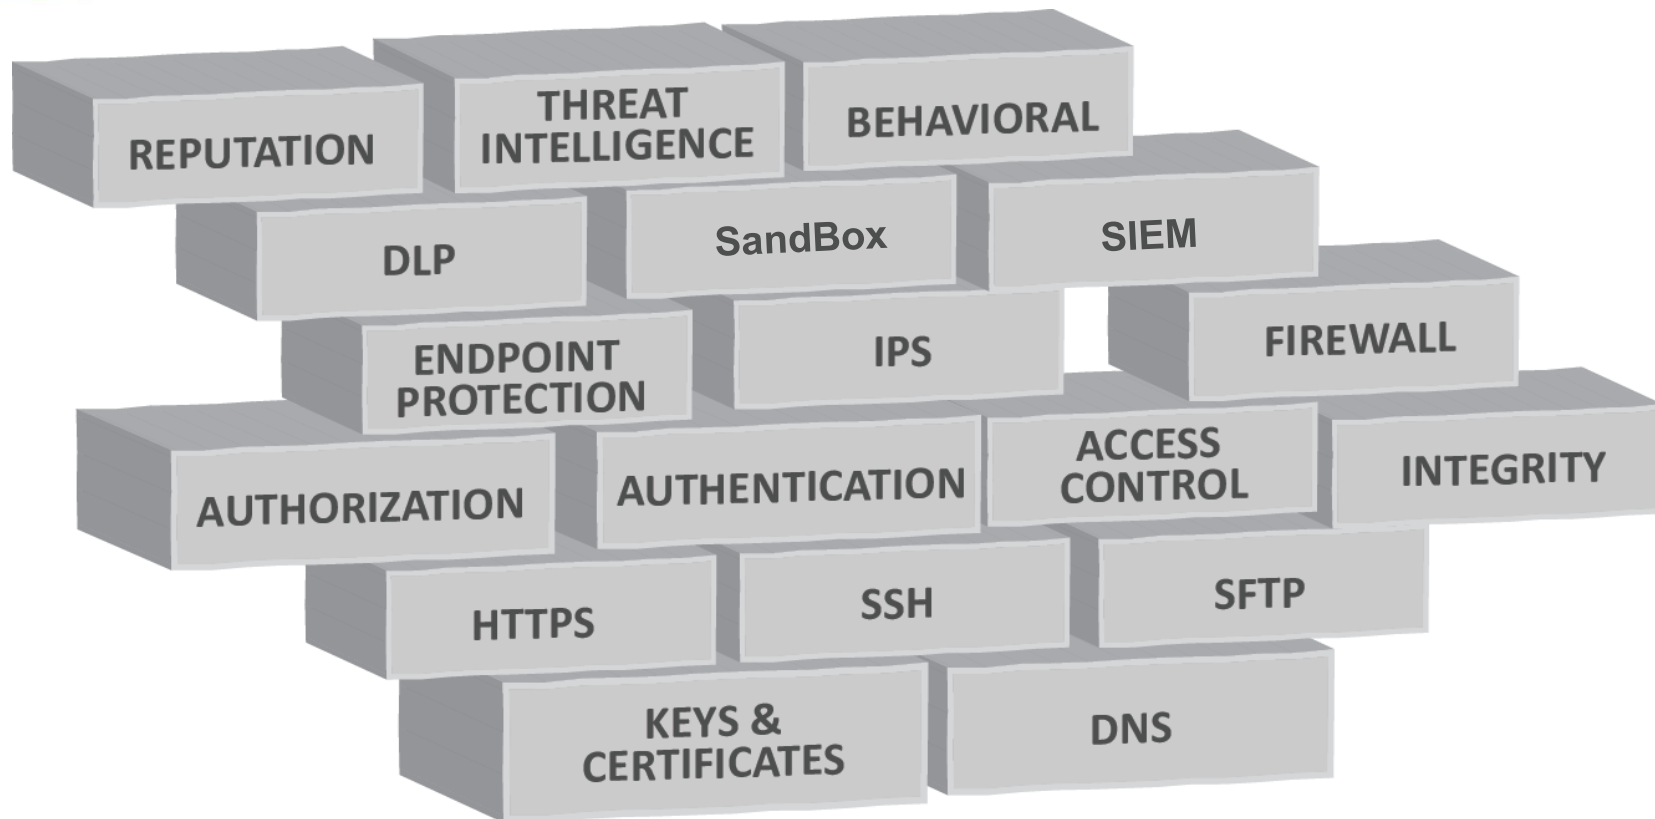 REPUTATION
THREAT
INTELLIGENCE
BEHAVIORAL
DLP
SandBox
SIEM
ENDPOINT
PROTECTION
IPS
FIREWALL
AUTHORIZATION
AUTHENTICATION
ACCESS
CONTROL
INTEGRITY
HTTPS
SSH
SFTP
KEYS &
CERTIFICATES
DNS